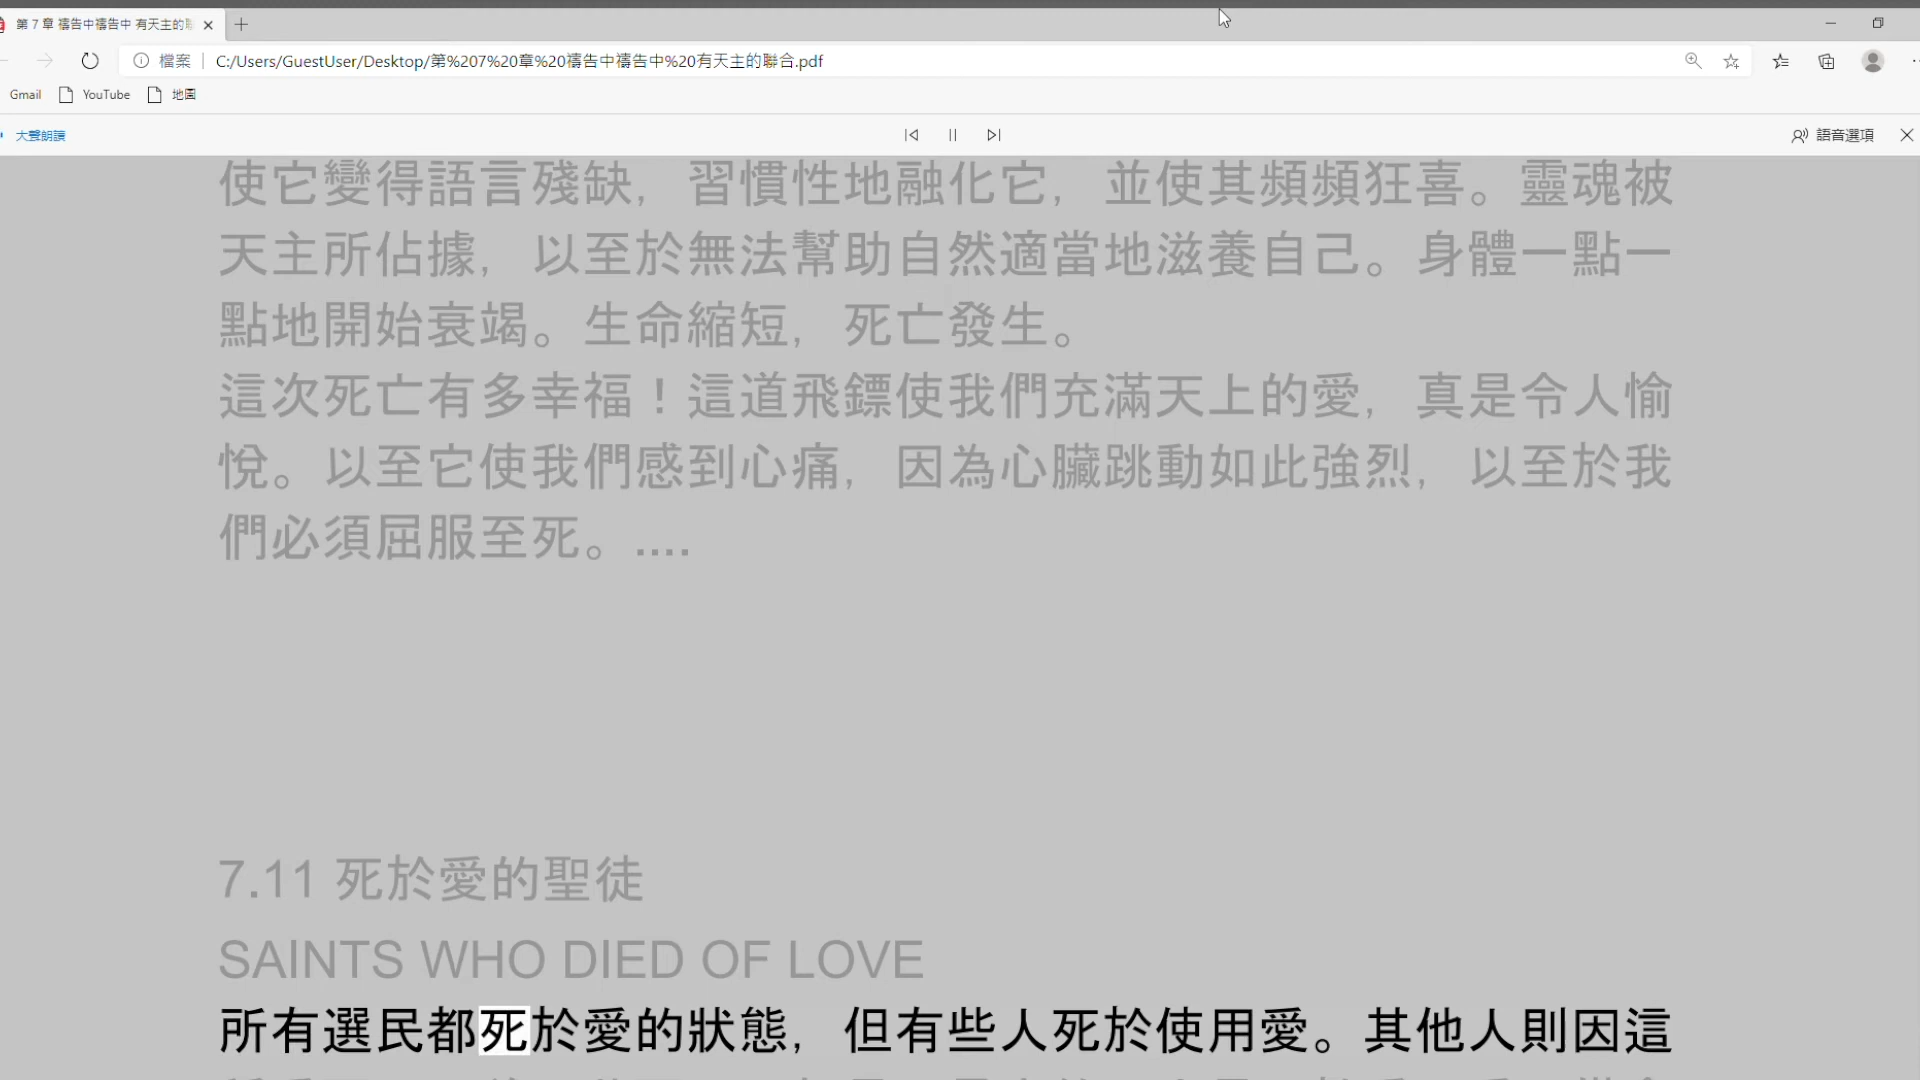 第 7 章 禱告中禱告中 有天主的
檔案 C:/Users/GuestUser/Desktop/第%207%20章%20禱告中禱告中%20有天主的聯合.pdf
Gmail YouTube 地圖
大聲朗讀 語音選項
使它變得語言殘缺，習慣性地融化它，並使其頻頻狂喜。靈魂被
天主所佔據，以至於無法幫助自然適當地滋養自己。身體一點一
點地開始衰竭。生命縮短，死亡發生。
這次死亡有多幸福！這道飛鏢使我們充滿天上的愛，真是令人愉
悅。以至它使我們感到心痛，因為心臟跳動如此強烈，以至於我
們必須屈服至死。....
7.11 死於愛的聖徒
SAINTS WHO DIED OF LOVE
所有選民都死於愛的狀態，但有些人死於使用愛。其他人則因這